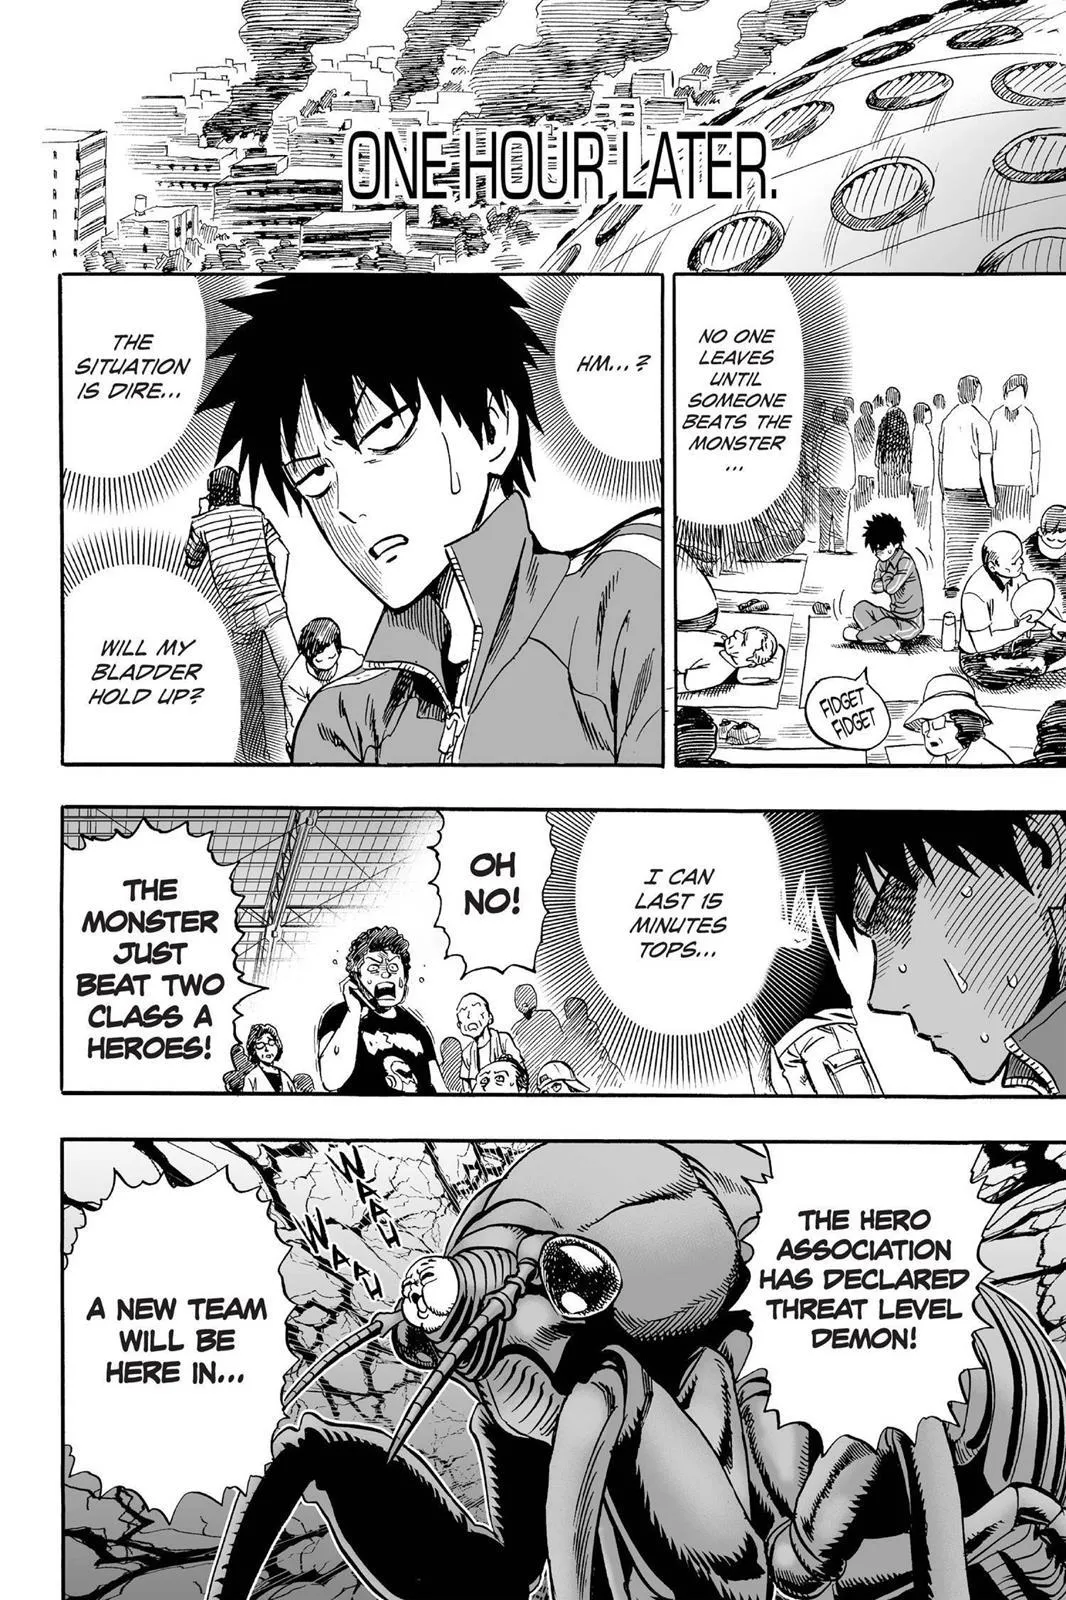 ONE HOUR LATER.
NO ONE
LEAVES
UNTIL
SOMEONE
BEATS THE
MONSTER
...
FIDGET
FIDGET
HM...?
THE
SITUATION
IS DIRE...
WILL MY
BLADDER
HOLD UP?
I CAN
LAST 15
MINUTES
TOPS...
OH
NO!
THE
MONSTER
JUST
BEAT TWO
CLASS A
HEROES!
THE HERO
ASSOCIATION
HAS DECLARED
THREAT LEVEL
DEMON!
WAAH
WAAH
A NEW TEAM
WILL BE
HERE IN...